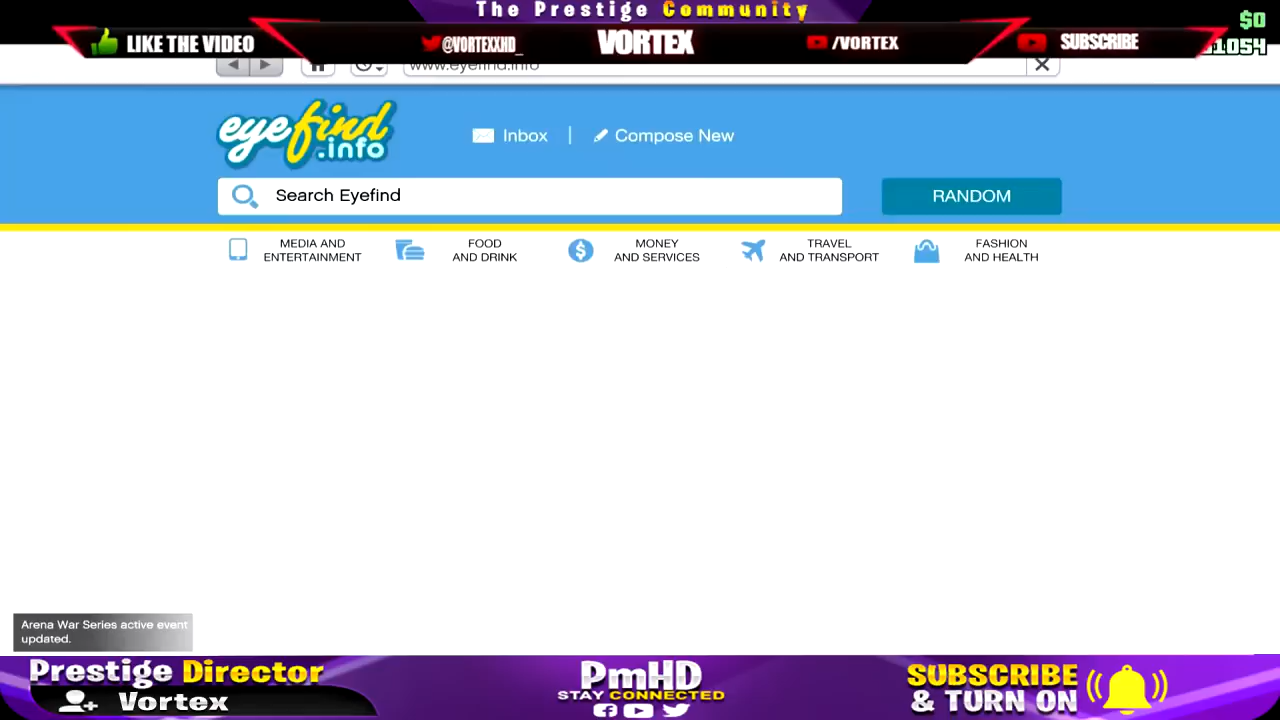 The Prestige Community
$0
LIKE THE VIDEO
@VORTEXXHD_
VORTEX
/VORTEX
SUBSCRIBE
1054
www.eyefind.info
eyefind
.info
Inbox
Compose New
Search Eyefind
RANDOM
MEDIA AND
ENTERTAINMENT
FOOD
AND DRINK
MONEY
AND SERVICES
TRAVEL
AND TRANSPORT
FASHION
AND HEALTH
Arena War Series active event
updated.
Prestige Director
Vortex
PmHD
STAY CONNECTED
SUBSCRIBE
& TURN ON